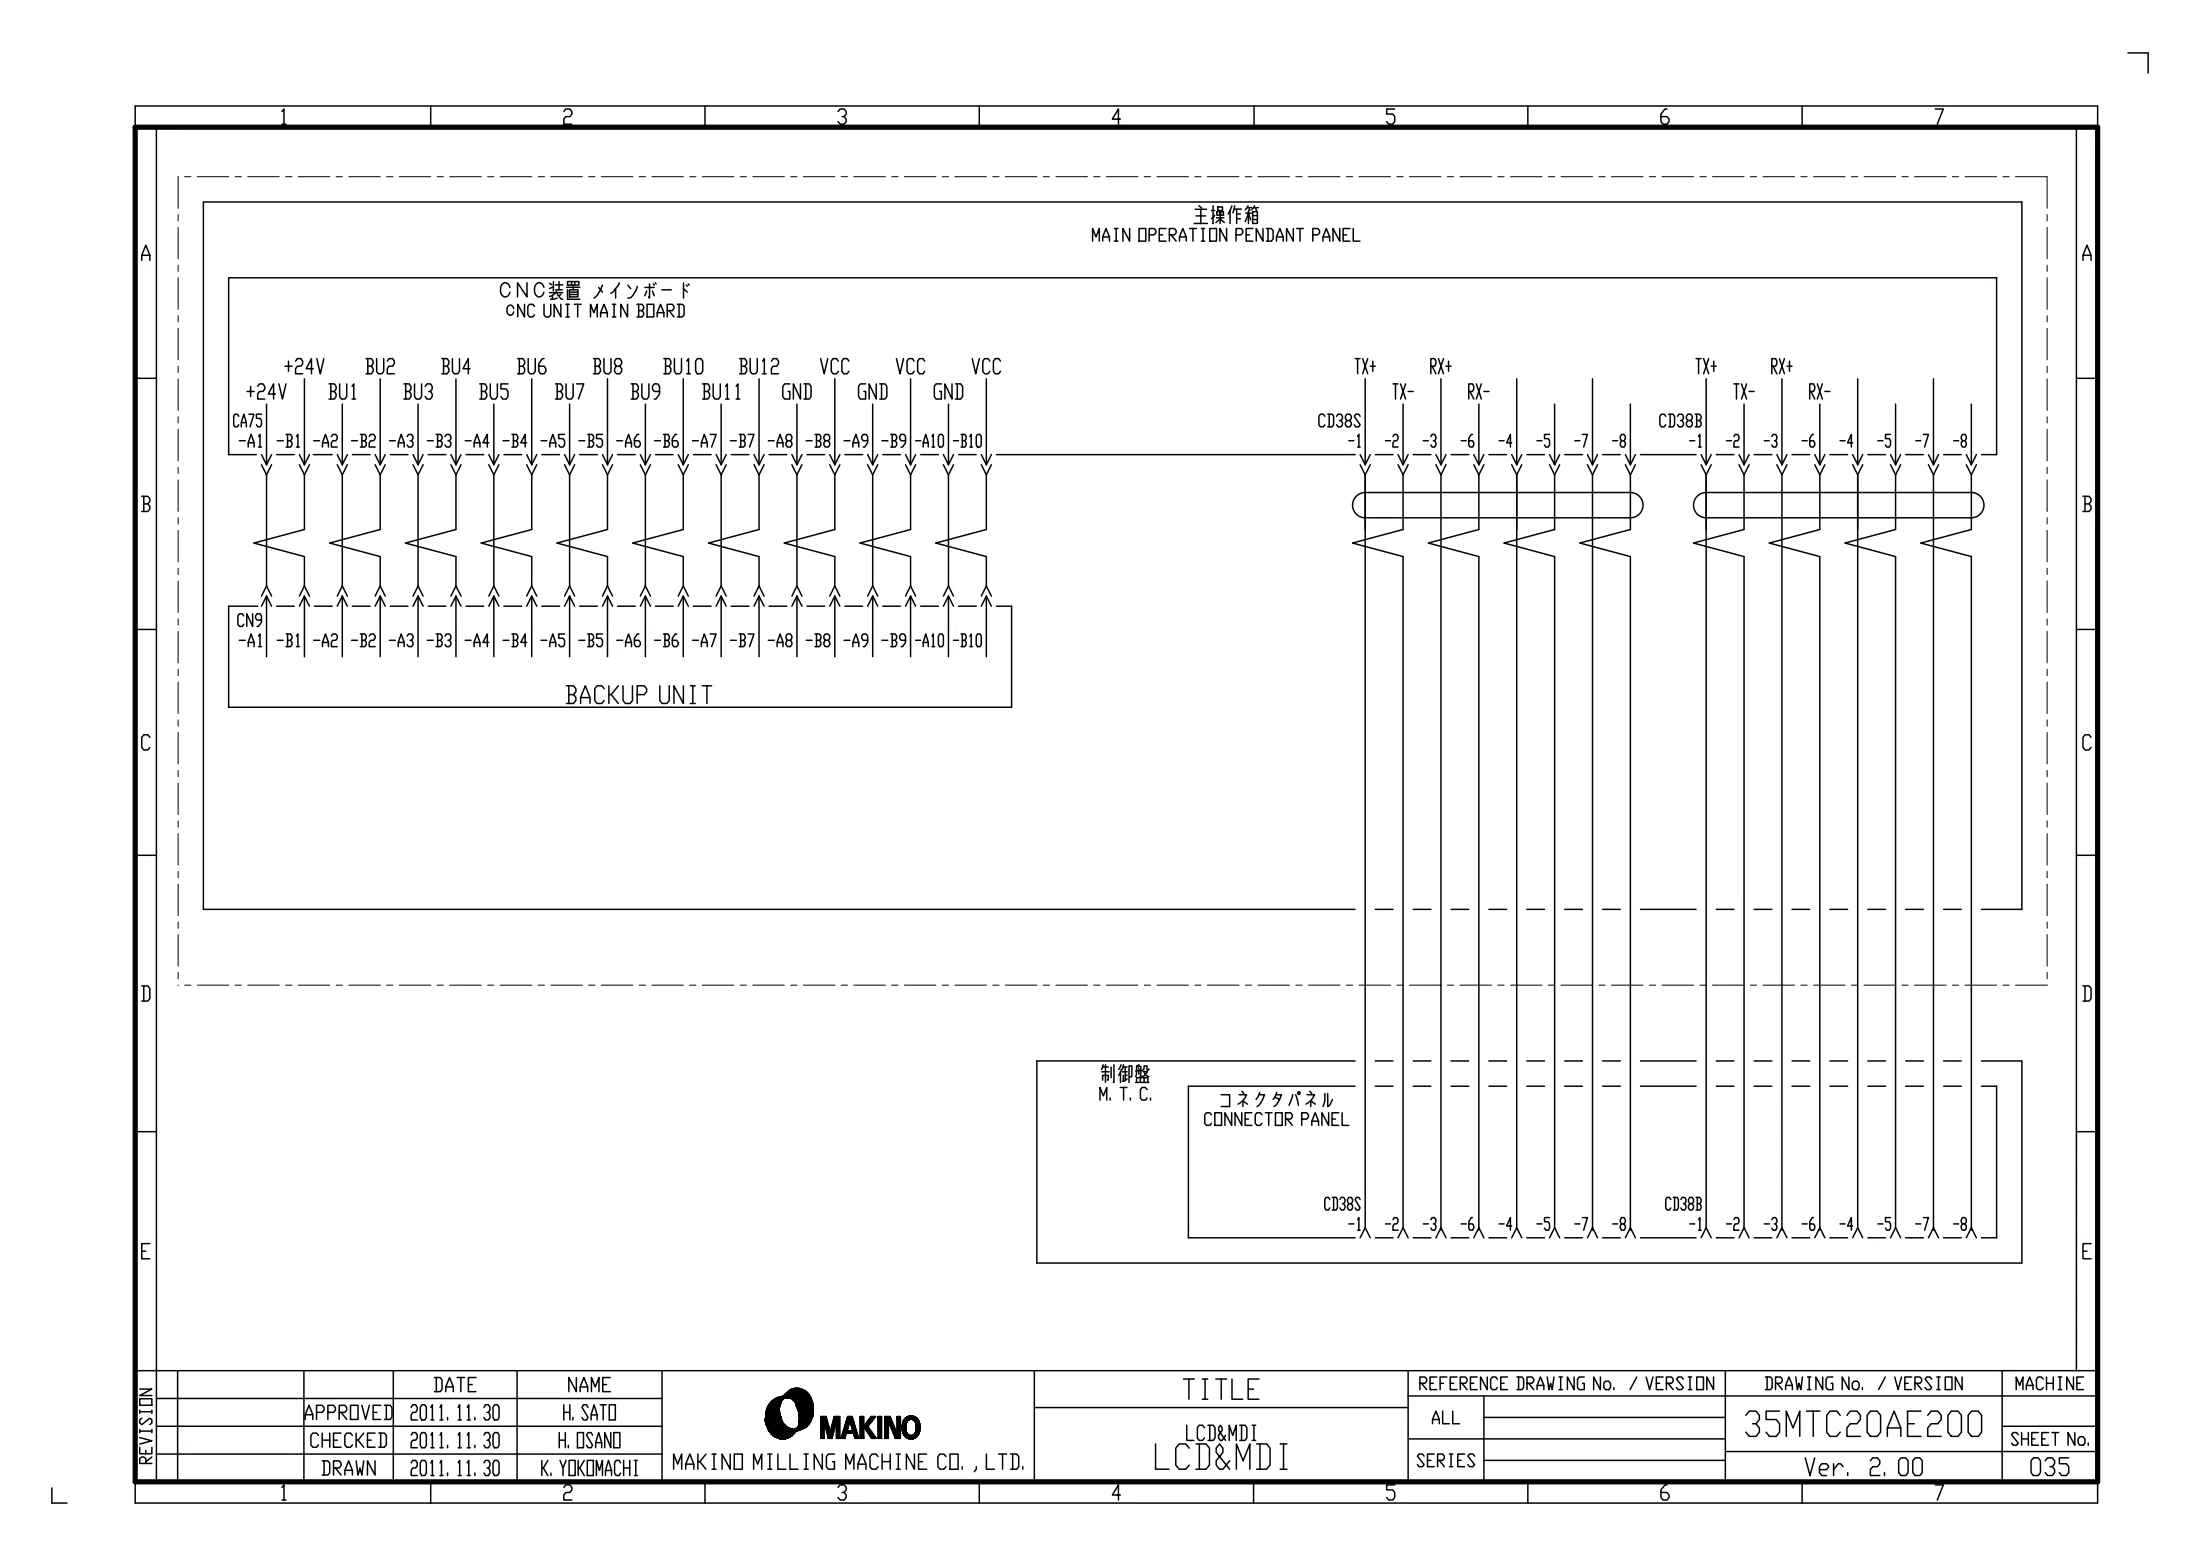 1 2 3 4 5 6 7
主操作箱
MAIN OPERATION PENDANT PANEL
A A
CNC装置 メインボード
CNC UNIT MAIN BOARD
+24V BU2 BU4 BU6 BU8 BU10 BU12 VCC VCC VCC TX+ RX+ TX+ RX+
+24V BU1 BU3 BU5 BU7 BU9 BU11 GND GND GND TX- RX- TX- RX-
CA75 CD38S CD38B
-A1 -B1 -A2 -B2 -A3 -B3 -A4 -B4 -A5 -B5 -A6 -B6 -A7 -B7 -A8 -B8 -A9 -B9 -A10 -B10 -1 -2 -3 -6 -4 -5 -7 -8 -1 -2 -3 -6 -4 -5 -7 -8
B B
CN9
-A1 -B1 -A2 -B2 -A3 -B3 -A4 -B4 -A5 -B5 -A6 -B6 -A7 -B7 -A8 -B8 -A9 -B9 -A10 -B10
BACKUP UNIT
C C
D D
制御盤
M. T. C.
コネクタパネル
CONNECTOR PANEL
CD38S CD38B
-1 -2 -3 -6 -4 -5 -7 -8 -1 -2 -3 -6 -4 -5 -7 -8
E E
REVISION
DATE NAME
APPROVED 2011. 11. 30 H. SATO
CHECKED 2011. 11. 30 H. OSANO
DRAWN 2011. 11. 30 K. YOKOMACHI
MAKINO
MAKINO MILLING MACHINE CO. , LTD.
TITLE
LCD&MDI
LCD&MDI
REFERENCE DRAWING No. / VERSION
ALL
SERIES
DRAWING No. / VERSION
35MTC20AE200
Ver. 2. 00
MACHINE
SHEET No.
035
1 2 3 4 5 6 7